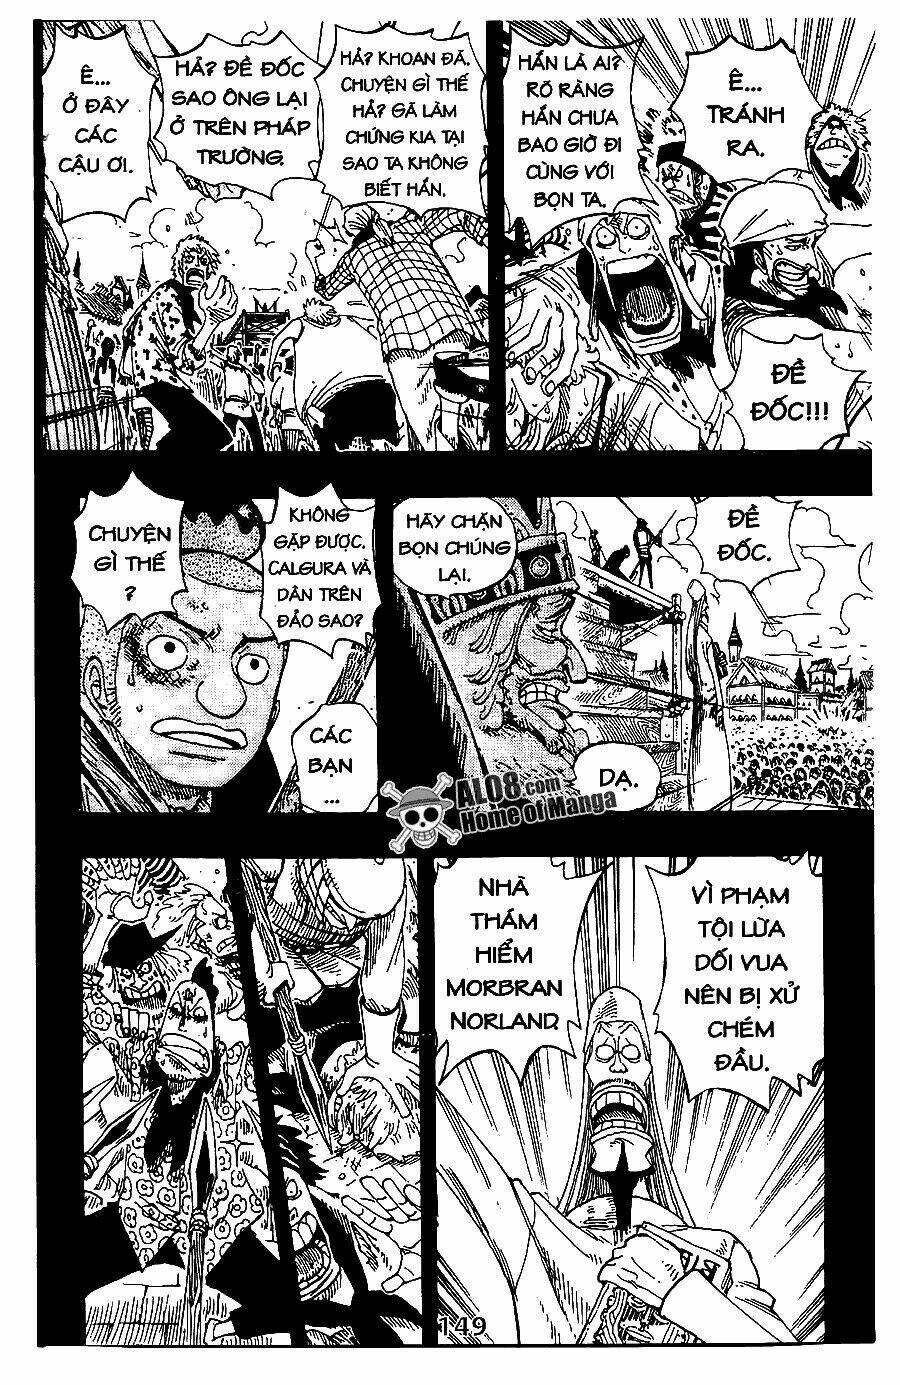 Ê...
TRÁNH
RA.
HẮN LÀ AI?
RÕ RÀNG
HẮN CHƯA
BAO GIỜ ĐI
CÙNG VỚI
BỌN TA.
ĐỀ
ĐỐC!!!
HẢ? KHOAN ĐÃ.
CHUYỆN GÌ THẾ
HẢ? GÃ LÀM
CHỨNG KIA TẠI
SAO TA KHÔNG
BIẾT HẮN.
HẢ? ĐỀ ĐỐC
SAO ÔNG LẠI
Ở TRÊN PHÁP
TRƯỜNG.
Ê...
Ở ĐÂY
CÁC
CẬU ƠI.
ĐỀ
ĐỐC.
HÃY CHẶN
BỌN CHÚNG
LẠI.
DẠ.
KHÔNG
GẶP ĐƯỢC.
CALGURA VÀ
DÂN TRÊN
ĐẢO SAO?
CHUYỆN
GÌ THẾ
?
CÁC
BẠN
...
ALQ8.com
Home of Manga
VÌ PHẠM
TỘI LỪA
DỐI VUA
NÊN BỊ XỬ
CHÉM
ĐẦU.
NHÀ
THÁM
HIỂM
MORBRAN
NORLAND.
149